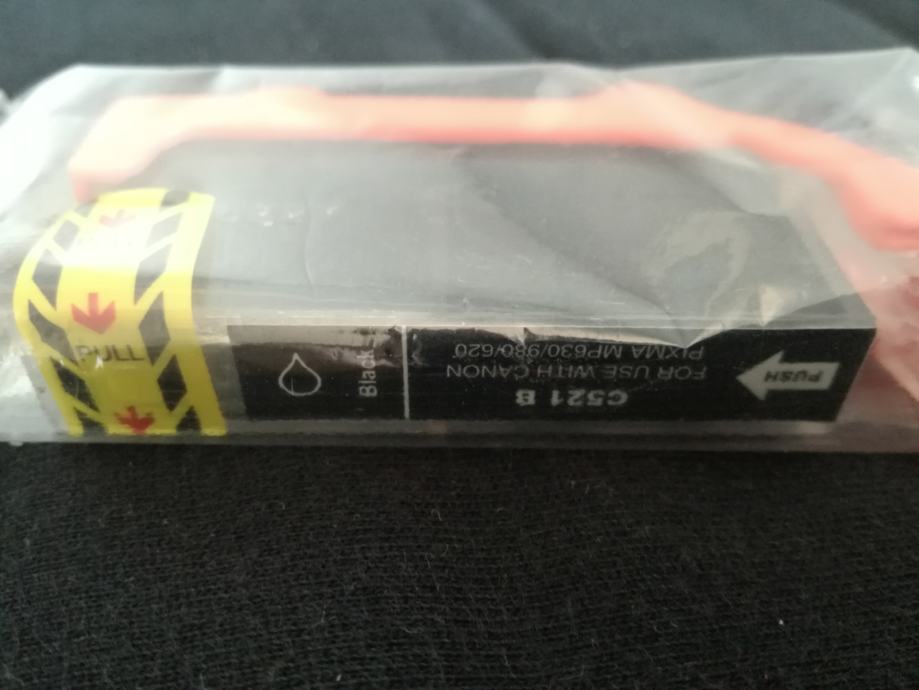 PULL
Black
C521 B
FOR USE WITH CANON
PIXMA MP630/980/620
PUSH